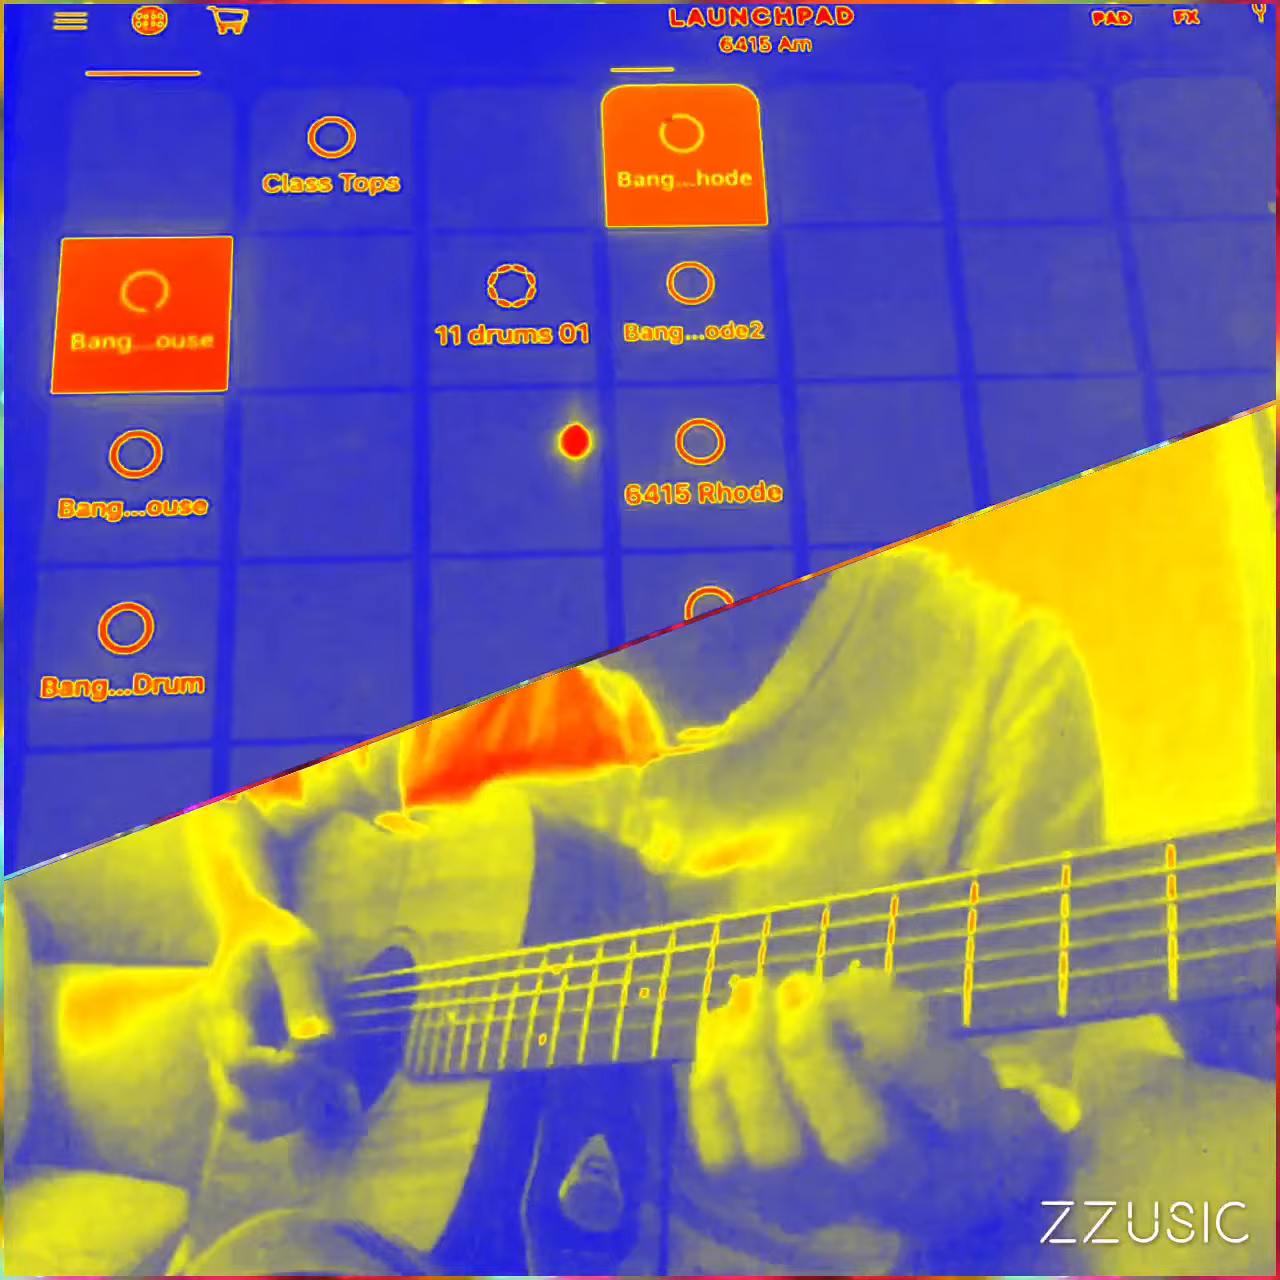 LAUNCHPAD
6415 Am
PAD FX
Class Tops
Bang...hode
Bang...ouse
11 drums 01
Bang...ode2
Bang...ouse
6415 Rhode
Bang...Drum
ZZUSIC